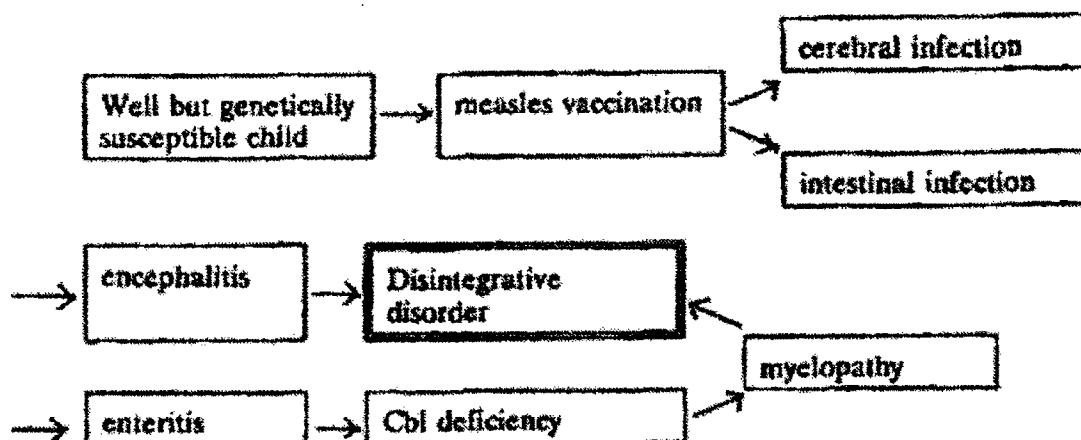 cerebral infection
Well but genetically
susceptible child
measles vaccination
intestinal infection
encephalitis
Disintegrative
disorder
myelopathy
enteritis
Cbl deficiency